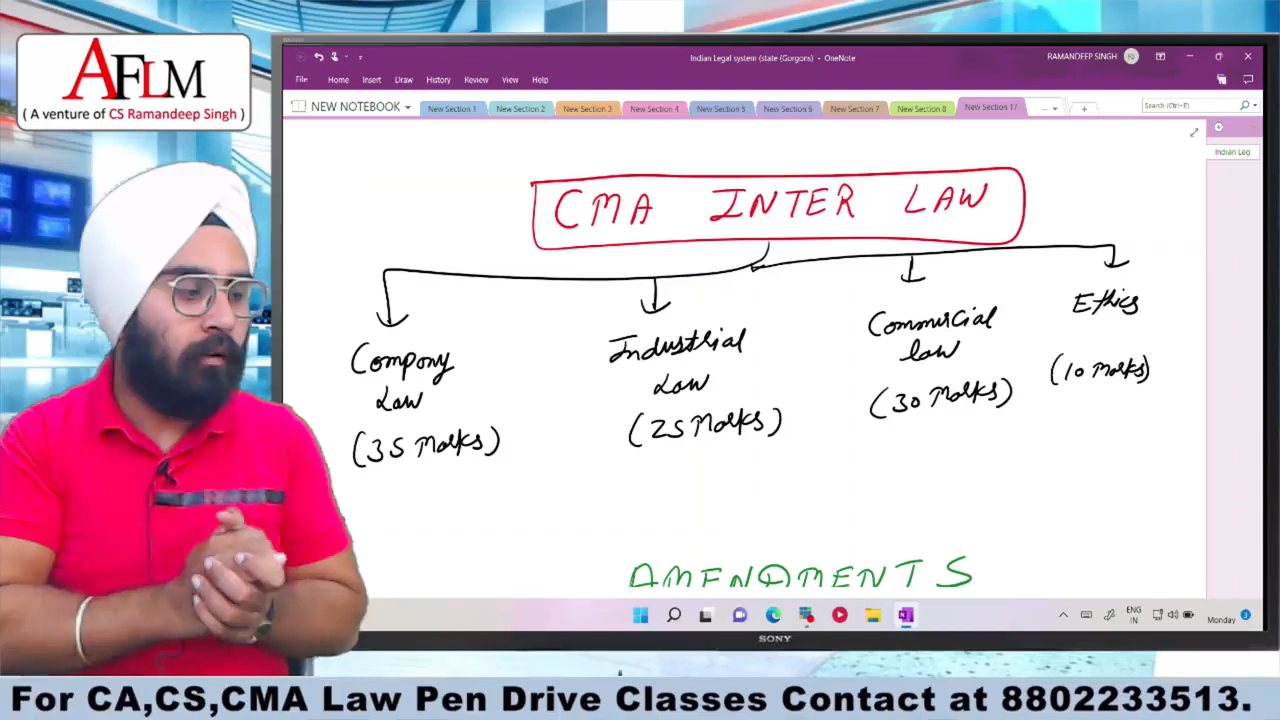 AFLM
( A venture of CS Ramandeep Singh )
Indian Legal system (state (Gorgons) - OneNote
RAMANDEEP SINGH
File Home Insert Draw History Review View Help
NEW NOTEBOOK
New Section 1 New Section 2 New Section 3 New Section 4 New Section 5 New Section 6 New Section 7 New Section 8 New Section 17
Search (Ctrl+E)
Indian Leg
CMA INTER LAW
Company
Law
(35 Marks)
Industrial
Law
(25 Marks)
Commercial
law
(30 Marks)
Ethics
(10 Marks)
AMENDMENTS
ENG
IN
Monday
SONY
For CA,CS,CMA Law Pen Drive Classes Contact at 8802233513.